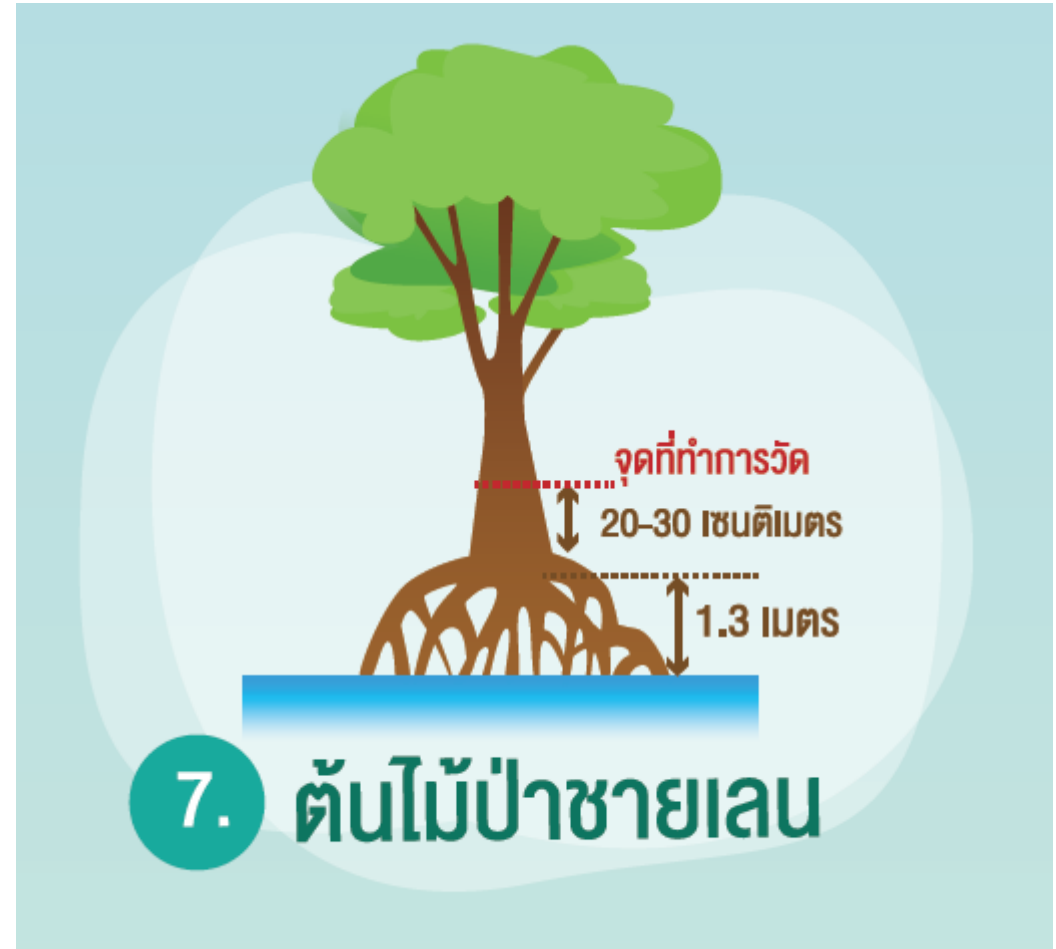 จุดที่ทำการวัด
20-30 เซนติเมตร
1.3 เมตร
7. ต้นไม้ป่าชายเลน